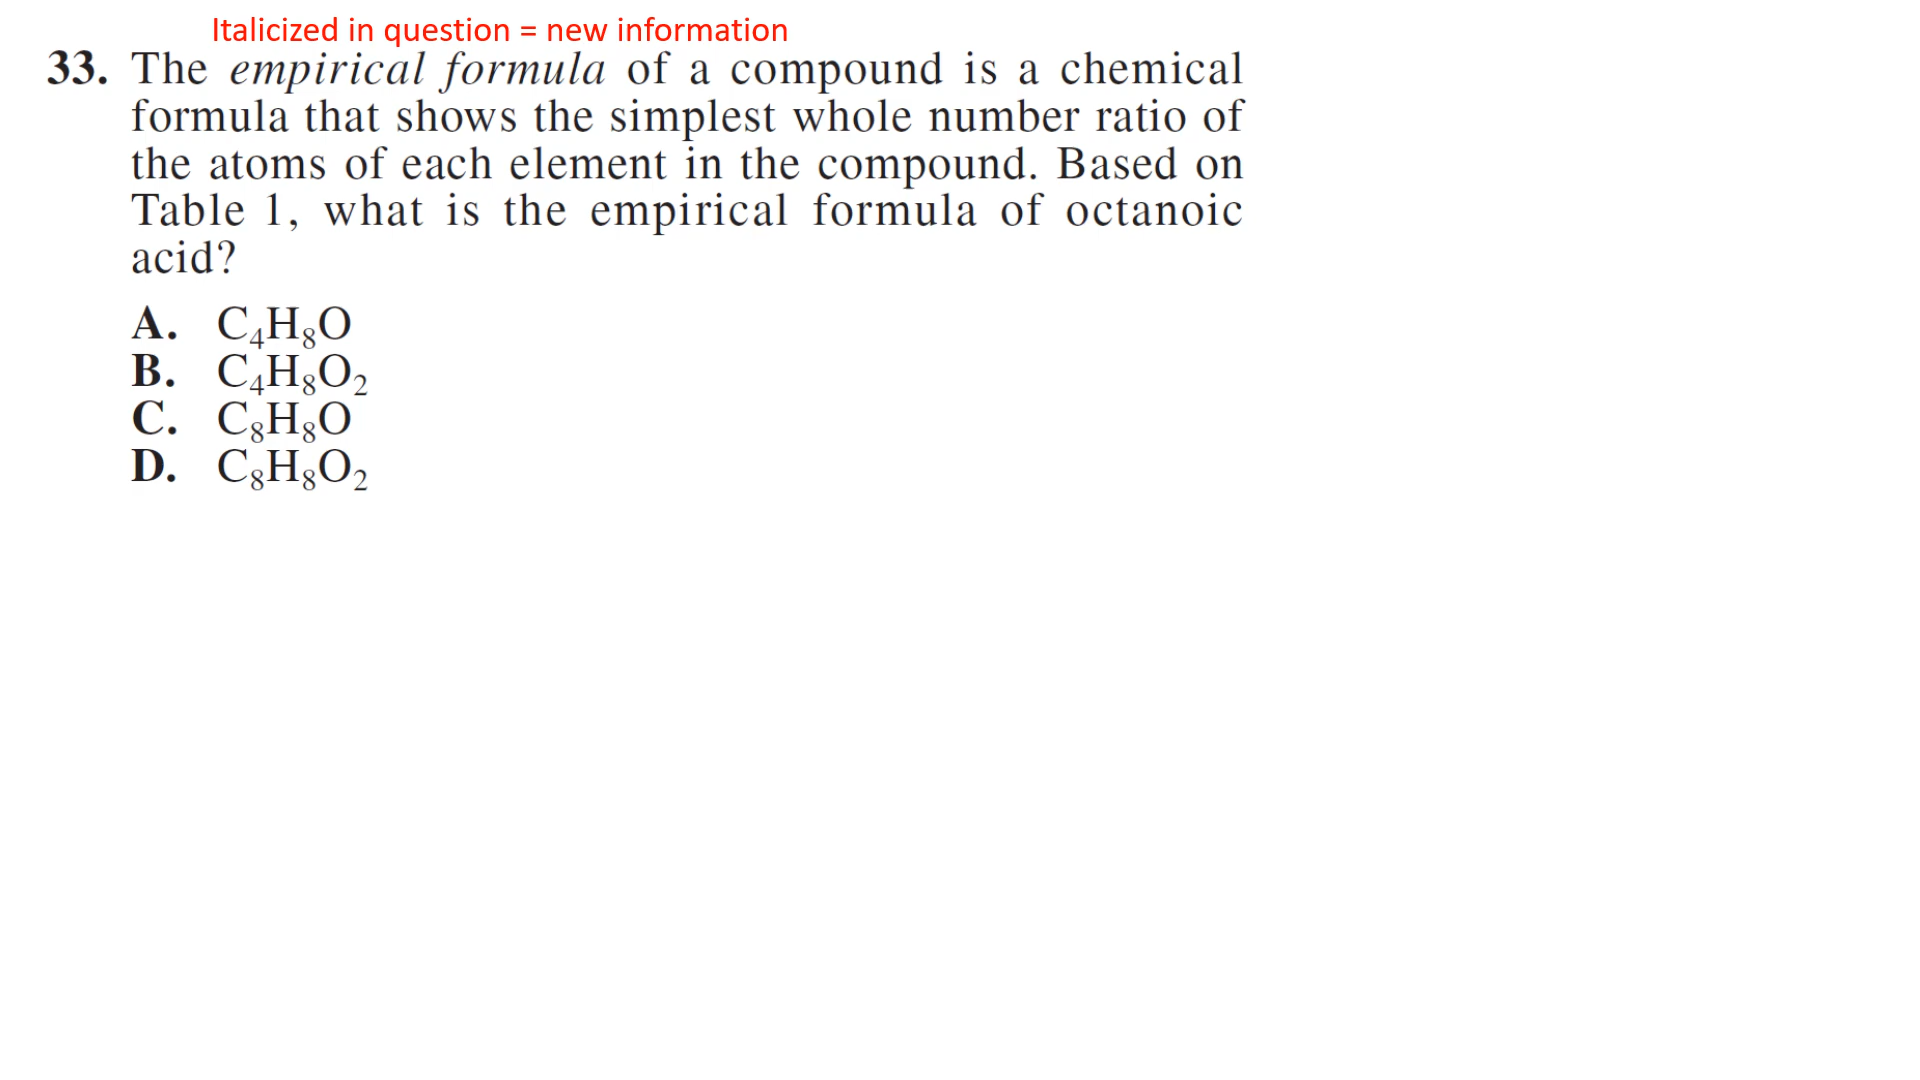 Italicized in question = new information
33. The empirical formula of a compound is a chemical
formula that shows the simplest whole number ratio of
the atoms of each element in the compound. Based on
Table 1, what is the empirical formula of octanoic
acid?
A. C₄H₈O
B. C₄H₈O₂
C. C₈H₈O
D. C₈H₈O₂